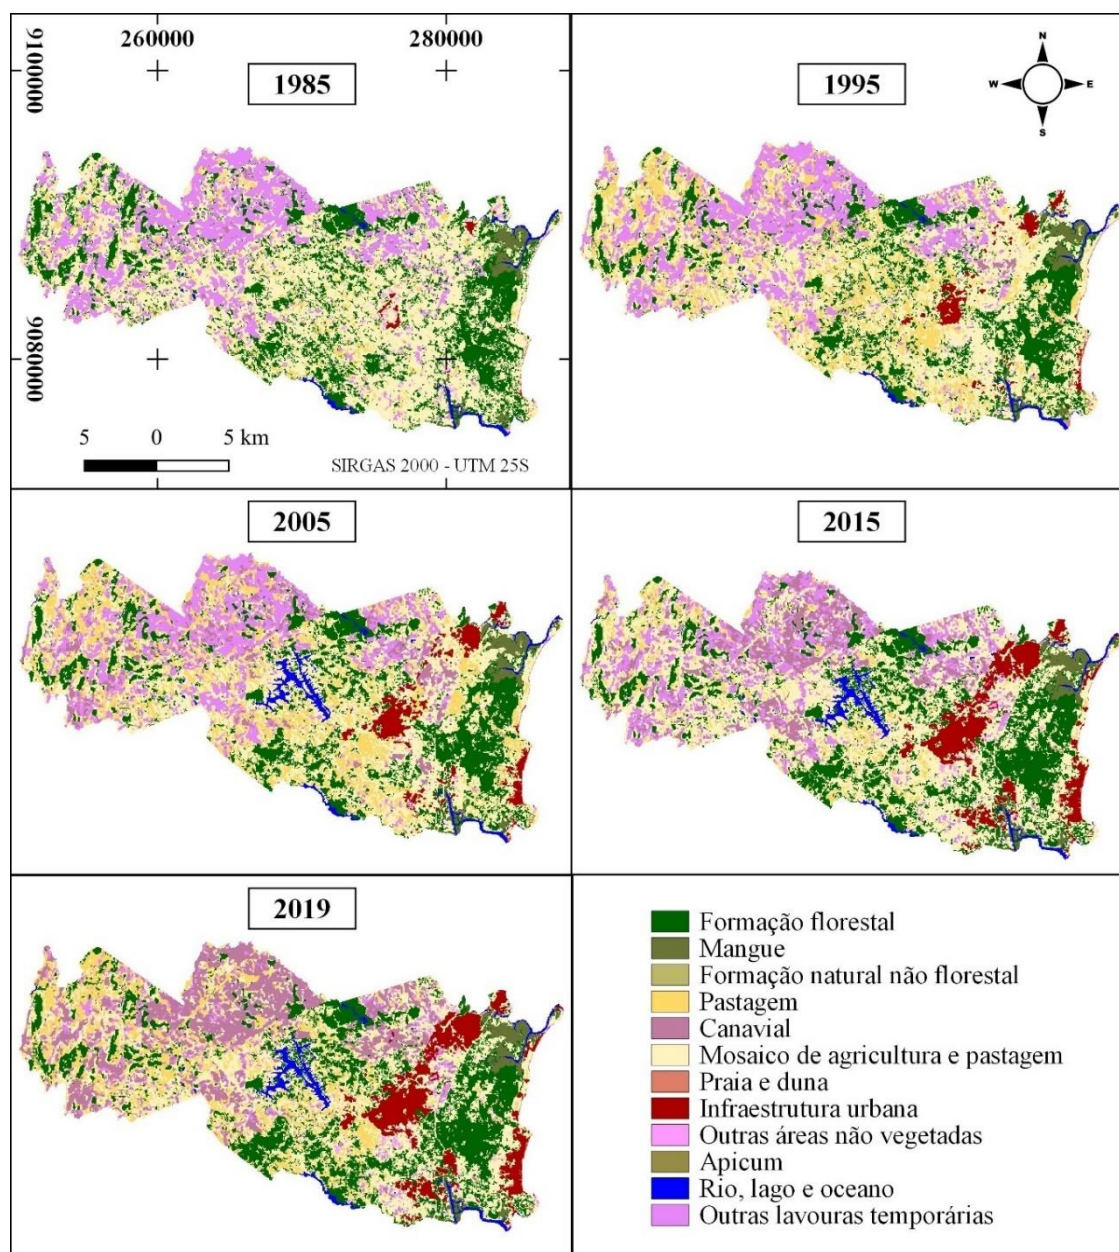 260000
280000
9100000
1985
1995
N
W
E
S
9080000
5
0
5 km
SIRGAS 2000 - UTM 25S
2005
2015
2019
Formação florestal
Mangue
Formação natural não florestal
Pastagem
Canavial
Mosaico de agricultura e pastagem
Praia e duna
Infraestrutura urbana
Outras áreas não vegetadas
Apicum
Rio, lago e oceano
Outras lavouras temporárias